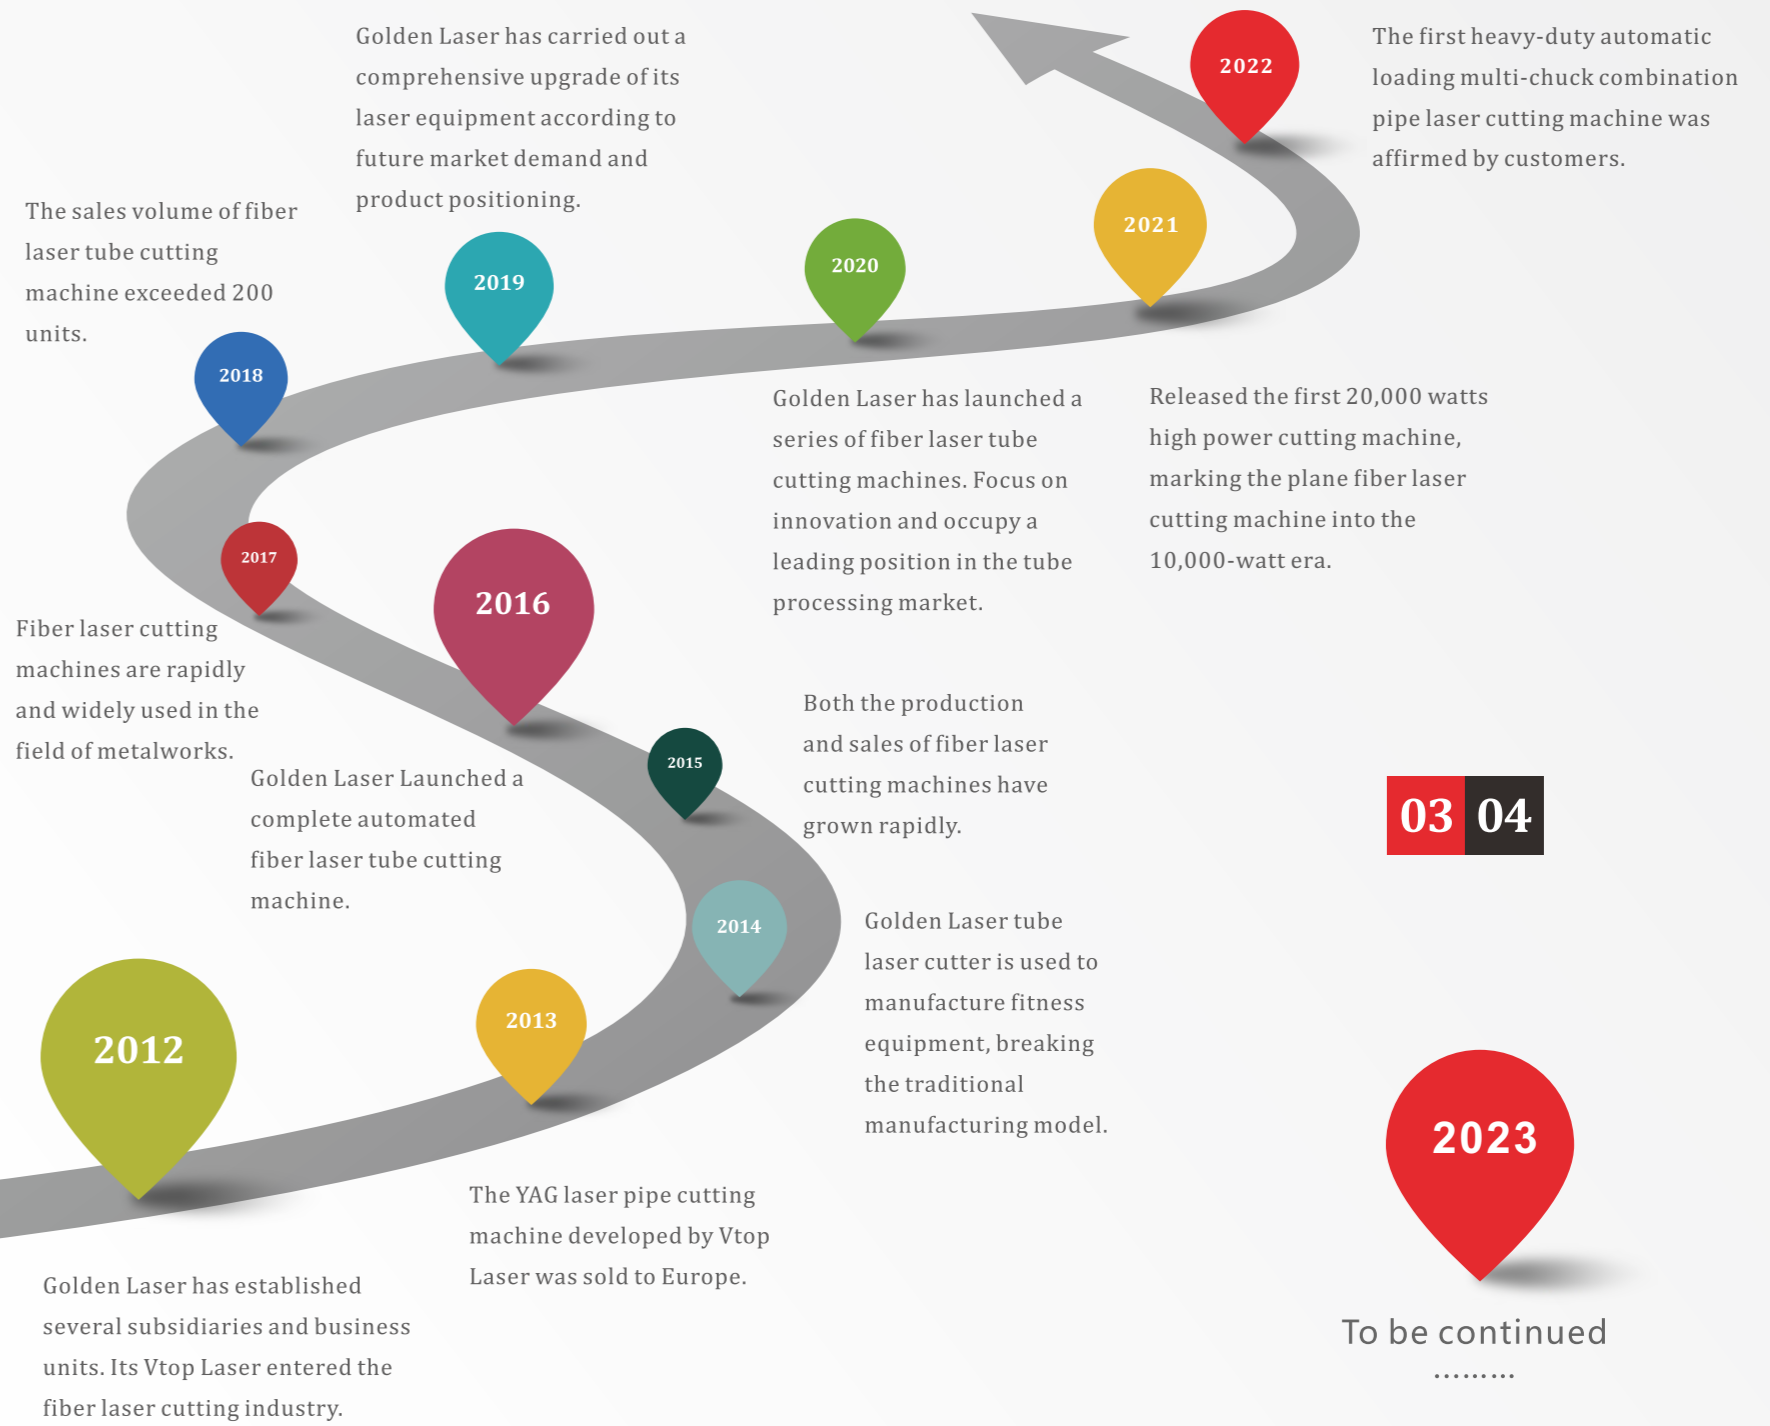 Golden Laser has carried out a
comprehensive upgrade of its
laser equipment according to
future market demand and
product positioning.
2022
The first heavy-duty automatic
loading multi-chuck combination
pipe laser cutting machine was
affirmed by customers.
The sales volume of fiber
laser tube cutting
machine exceeded 200
units.
2018
2019
2020
2021
Golden Laser has launched a
series of fiber laser tube
cutting machines. Focus on
innovation and occupy a
leading position in the tube
processing market.
Released the first 20,000 watts
high power cutting machine,
marking the plane fiber laser
cutting machine into the
10,000-watt era.
2017
Fiber laser cutting
machines are rapidly
and widely used in the
field of metalworks.
2016
Golden Laser Launched a
complete automated
fiber laser tube cutting
machine.
2015
Both the production
and sales of fiber laser
cutting machines have
grown rapidly.
03 04
2014
Golden Laser tube
laser cutter is used to
manufacture fitness
equipment, breaking
the traditional
manufacturing model.
2012
Golden Laser has established
several subsidiaries and business
units. Its Vtop Laser entered the
fiber laser cutting industry.
2013
The YAG laser pipe cutting
machine developed by Vtop
Laser was sold to Europe.
2023
To be continued
.........